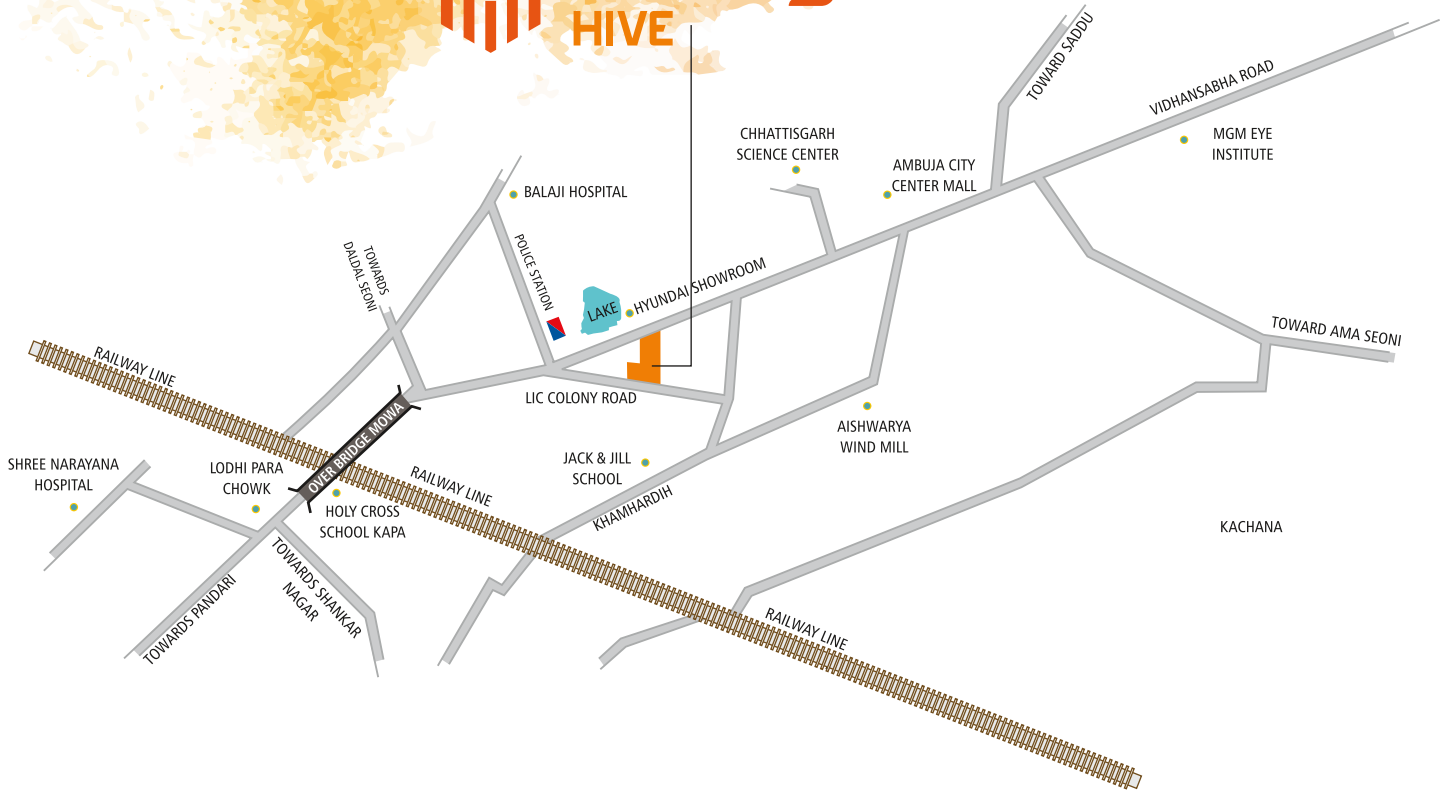 HIVE
TOWARD SADDU
VIDHANSABHA ROAD
CHHATTISGARH
SCIENCE CENTER
MGM EYE
INSTITUTE
AMBUJA CITY
CENTER MALL
BALAJI HOSPITAL
POLICE STATION
TOWARDS
DALDAL SEONI
LAKE
HYUNDAI SHOWROOM
TOWARD AMA SEONI
RAILWAY LINE
LIC COLONY ROAD
OVER BRIDGE MOWA
AISHWARYA
WIND MILL
SHREE NARAYANA
HOSPITAL
LODHI PARA
CHOWK
JACK & JILL
SCHOOL
RAILWAY LINE
KHAMHARDIH
HOLY CROSS
SCHOOL KAPA
KACHANA
TOWARDS PANDARI
TOWARDS SHANKAR
NAGAR
RAILWAY LINE